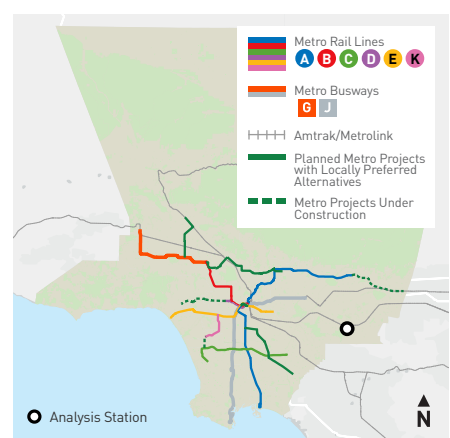 Metro Rail Lines
A B C D E K
Metro Busways
G J
Amtrak/Metrolink
Planned Metro Projects
with Locally Preferred
Alternatives
Metro Projects Under
Construction
Analysis Station
N